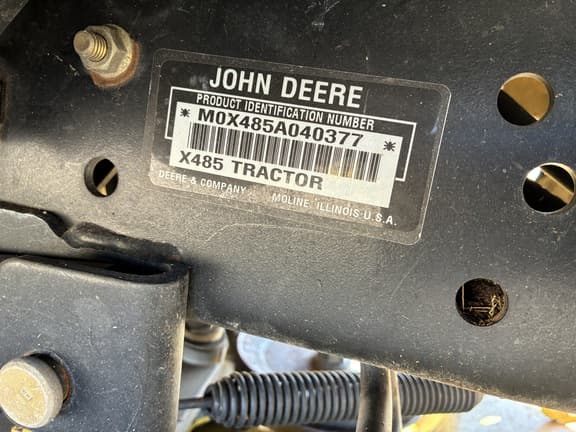 JOHN DEERE
PRODUCT IDENTIFICATION NUMBER
*M0X485A040377*
X485 TRACTOR
DEERE & COMPANY MOLINE, ILLINOIS U.S.A.